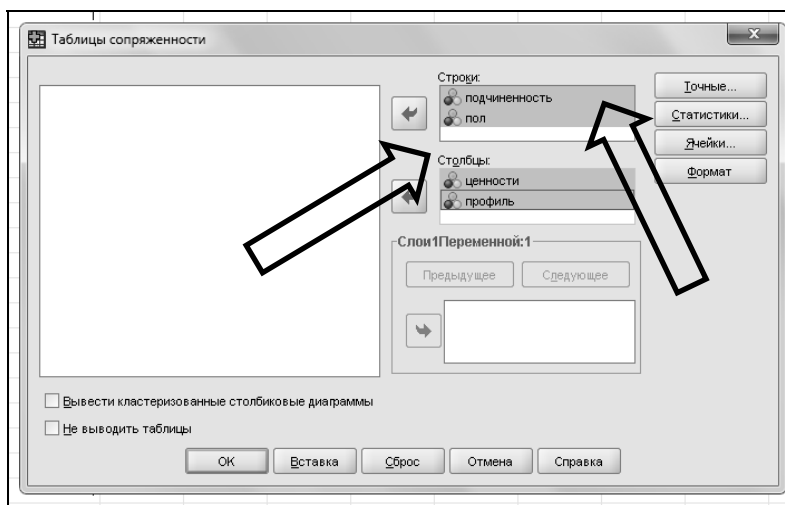 Таблицы сопряженности
Строки:
подчиненность
пол
Столбцы:
ценности
профиль
Слои1Переменной:1
Предыдущее Следующее
Точные...
Статистики...
Ячейки...
Формат
Вывести кластеризованные столбиковые диаграммы
Не выводить таблицы
OK Вставка Сброс Отмена Справка